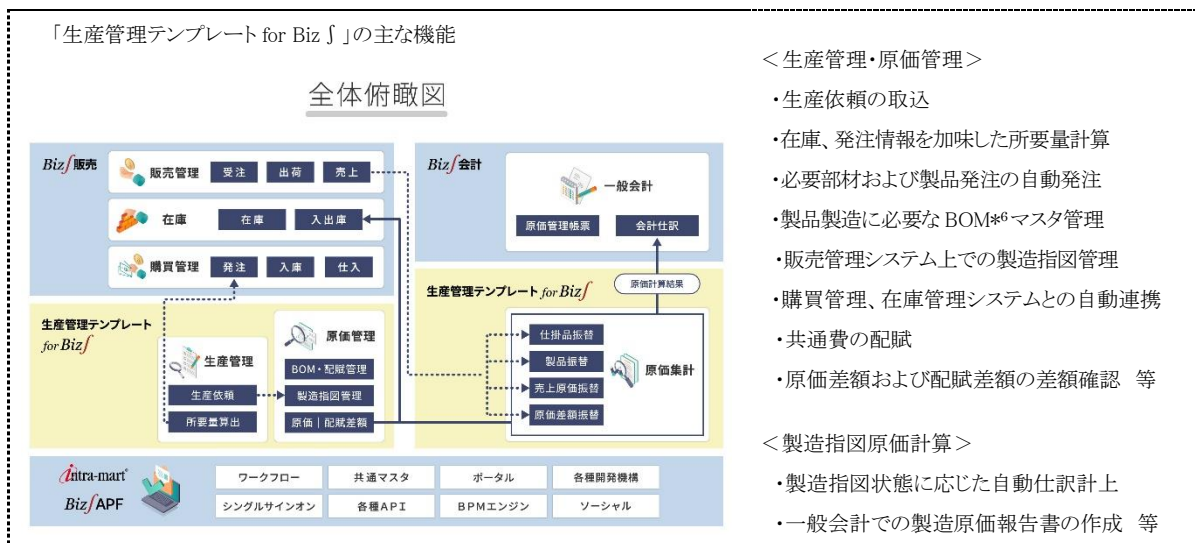 「生産管理テンプレート for Biz∫」の主な機能
全体俯瞰図
Biz∫販売
販売管理
受注
出荷
売上
在庫
在庫
入出庫
購買管理
発注
入庫
仕入
Biz∫会計
一般会計
原価管理帳票
会計仕訳
生産管理テンプレート
for Biz∫
生産管理
生産依頼
所要量算出
原価管理
BOM・配賦管理
製造指図管理
原価｜配賦差額
生産管理テンプレート for Biz∫
原価計算結果
仕掛品振替
製品振替
売上原価振替
原価差額振替
原価集計
intra-mart®
Biz∫APF
ワークフロー
共通マスタ
ポータル
各種開発機構
シングルサインオン
各種API
BPMエンジン
ソーシャル
＜生産管理・原価管理＞
・生産依頼の取込
・在庫、発注情報を加味した所要量計算
・必要部材および製品発注の自動発注
・製品製造に必要な BOM*6 マスタ管理
・販売管理システム上での製造指図管理
・購買管理、在庫管理システムとの自動連携
・共通費の配賦
・原価差額および配賦差額の差額確認 等
＜製造指図原価計算＞
・製造指図状態に応じた自動仕訳計上
・一般会計での製造原価報告書の作成 等